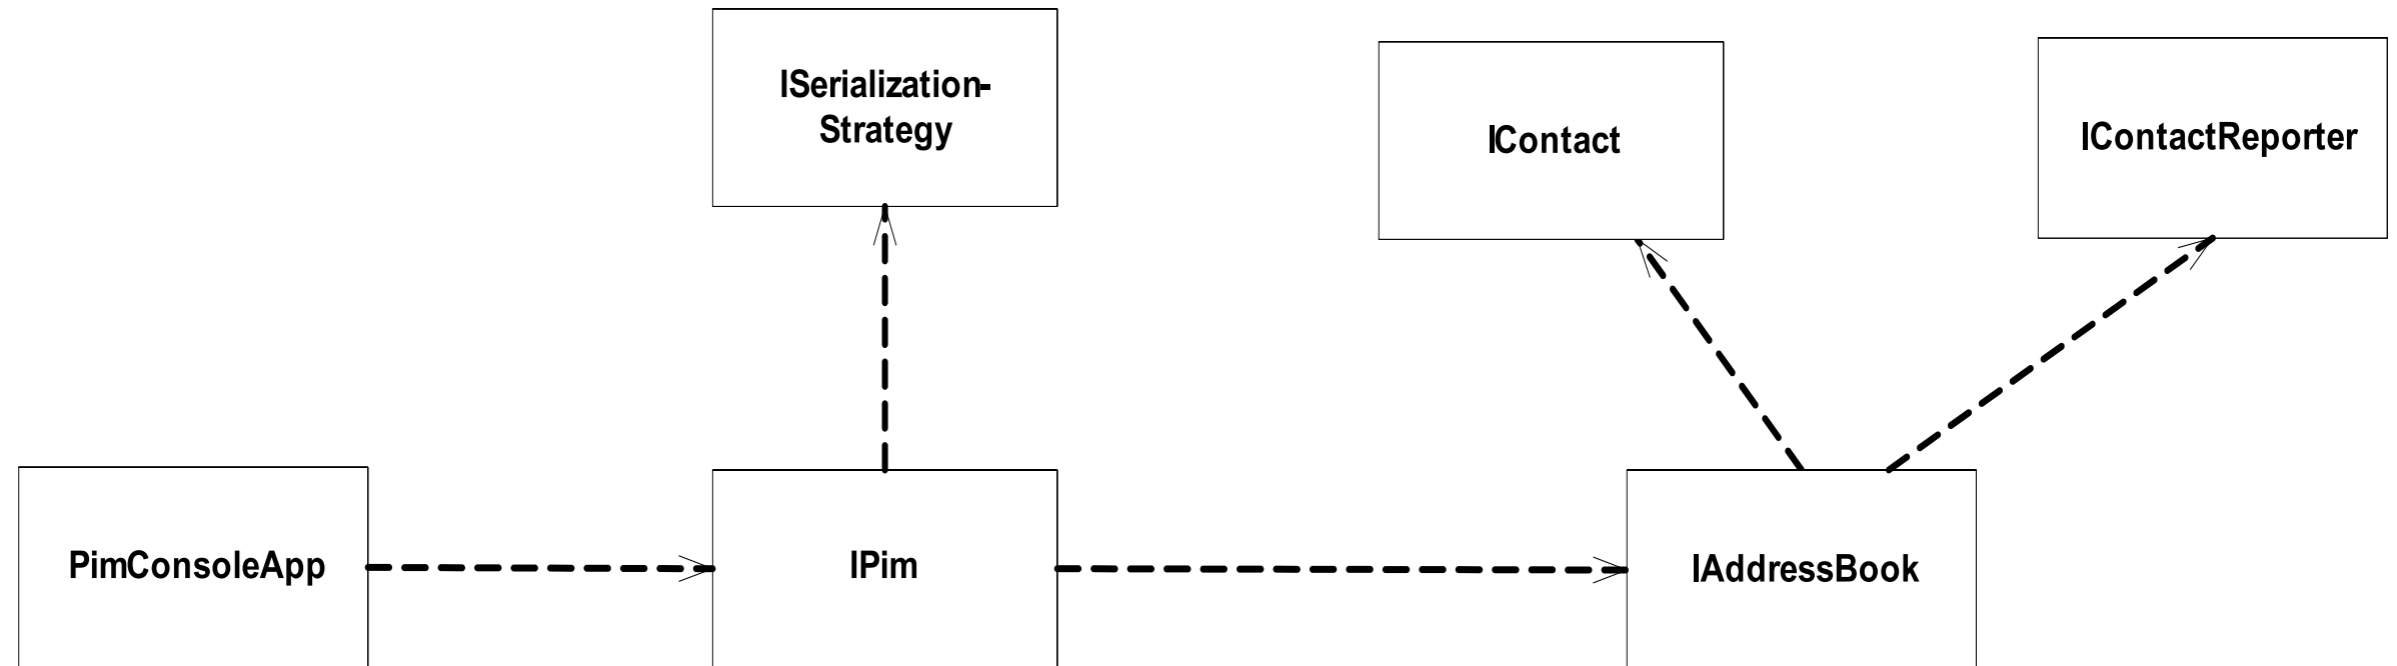 ISerialization-
Strategy
IContact
IContactReporter
PimConsoleApp
IPim
IAddressBook